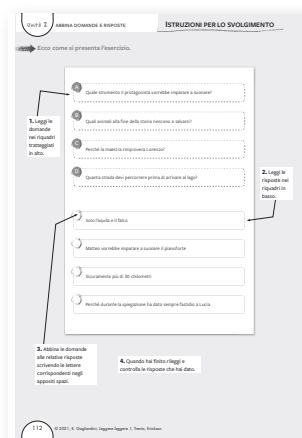 Unità 2
ABBINA DOMANDE E RISPOSTE
ISTRUZIONI PER LO SVOLGIMENTO
Ecco come si presenta l'esercizio.
A
Quale strumento il protagonista vorrebbe imparare a suonare?
B
Quali animali alla fine della storia riescono a salvarsi?
C
Perché la maestra rimprovera Lorenzo?
D
Quanta strada devi percorrere prima di arrivare al lago?
1. Leggi le
domande
nei riquadri
tratteggiati
in alto.
2. Leggi le
risposte nei
riquadri in
basso.
Solo l'aquila e il falco
Matteo vorrebbe imparare a suonare il pianoforte
Sicuramente più di 30 chilometri
Perché durante la spiegazione ha dato sempre fastidio a Lucia
3. Abbina le domande
alle relative risposte
scrivendo le lettere
corrispondenti negli
appositi spazi.
4. Quando hai finito rileggi e
controlla le risposte che hai dato.
112
© 2021, E. Gagliardini, Leggere leggere 1, Trento, Erickson